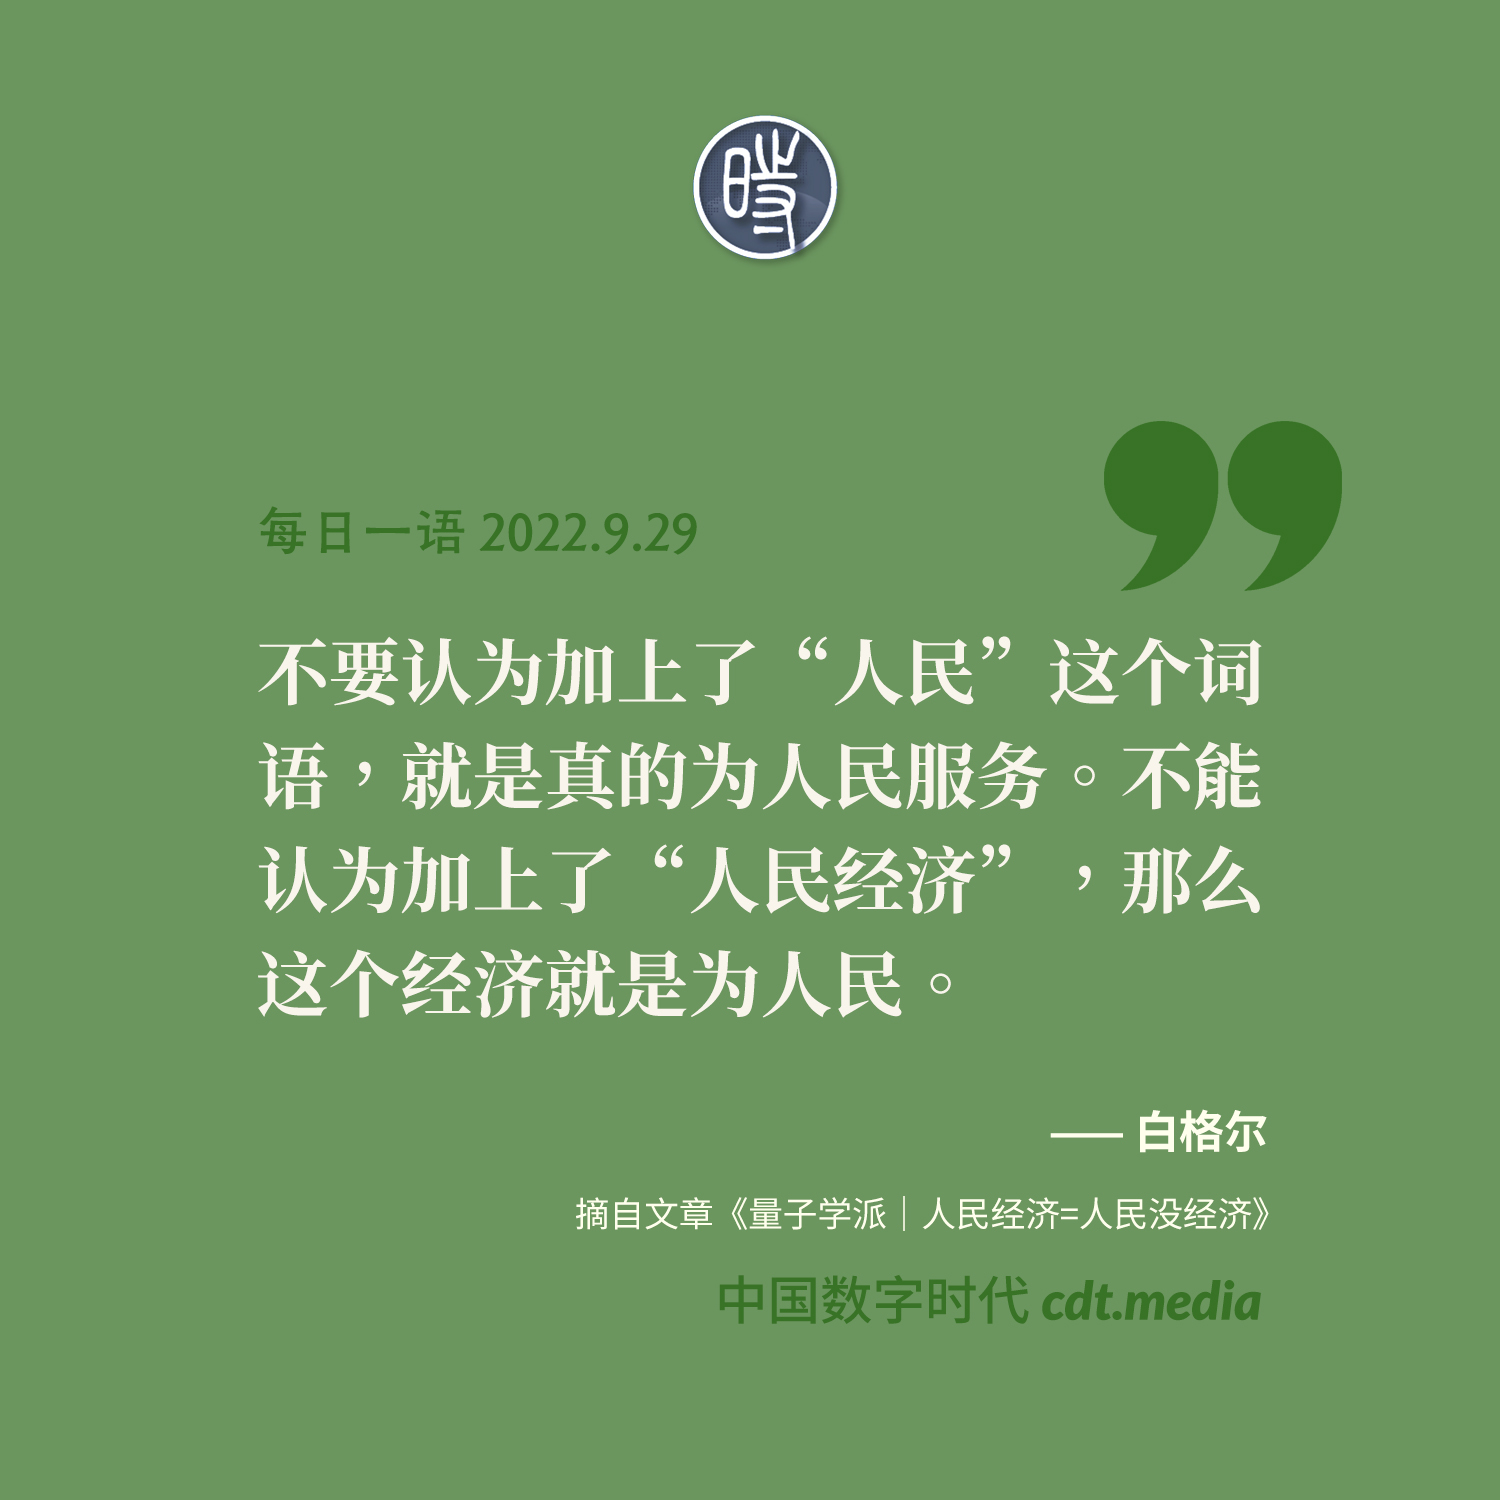 時
每日一语 2022.9.29
不要认为加上了“人民”这个词
语，就是真的为人民服务。不能
认为加上了“人民经济”，那么
这个经济就是为人民。
—— 白格尔
摘自文章《量子学派｜人民经济=人民没经济》
中国数字时代 cdt.media